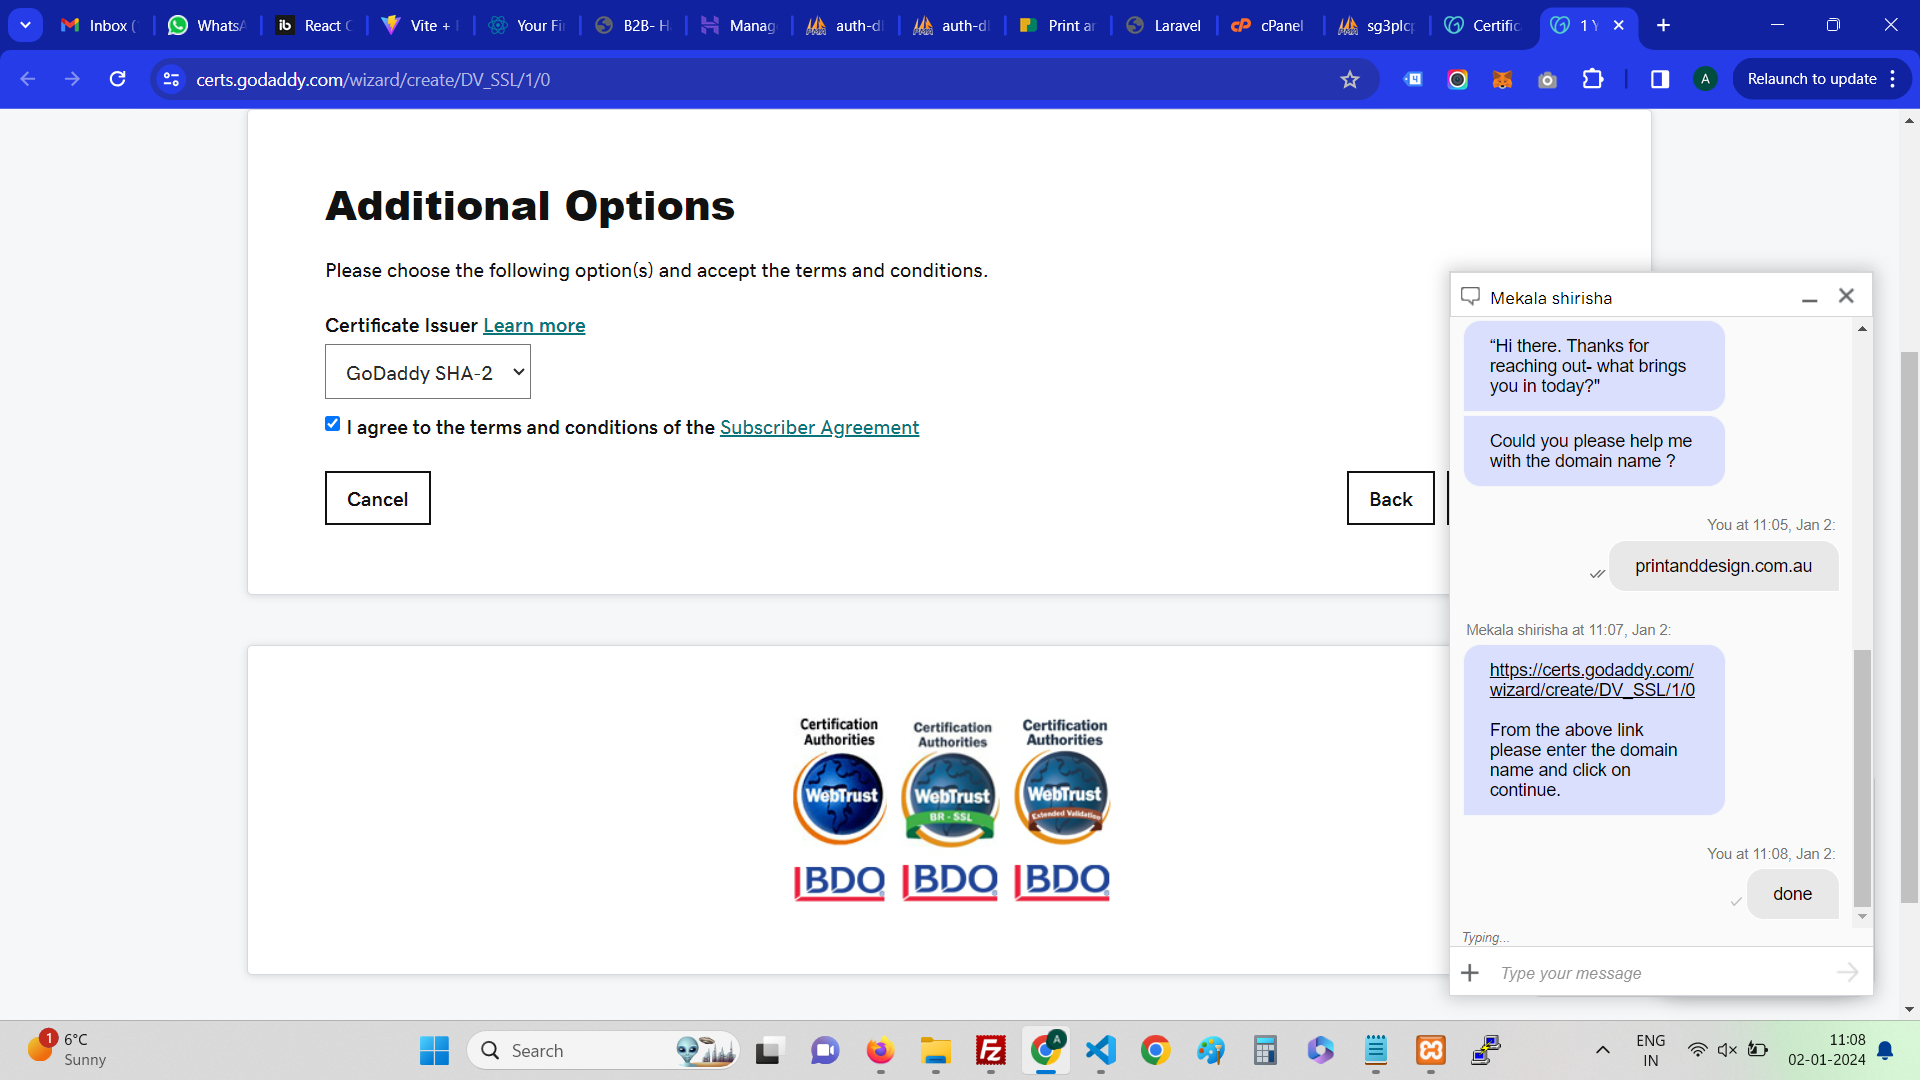 Inbox (
WhatsA
React C
Vite + 
Your Fi
B2B- H
Manag
auth-d
auth-d
Print ar
Laravel
cPanel
sg3plcp
Certific
1 Y
certs.godaddy.com/wizard/create/DV_SSL/1/0
A
Relaunch to update
Additional Options
Please choose the following option(s) and accept the terms and conditions.
Certificate Issuer Learn more
GoDaddy SHA-2
I agree to the terms and conditions of the Subscriber Agreement
Cancel
Back
Certification
Authorities
WebTrust
BDO
Certification
Authorities
WebTrust
BR - SSL
BDO
Certification
Authorities
WebTrust
Extended Validation
BDO
Mekala shirisha
“Hi there. Thanks for
reaching out- what brings
you in today?"
Could you please help me
with the domain name ?
You at 11:05, Jan 2:
printanddesign.com.au
Mekala shirisha at 11:07, Jan 2:
https://certs.godaddy.com/
wizard/create/DV_SSL/1/0
From the above link
please enter the domain
name and click on
continue.
You at 11:08, Jan 2:
done
Typing...
Type your message
1
6°C
Sunny
Search
A
ENG
IN
11:08
02-01-2024